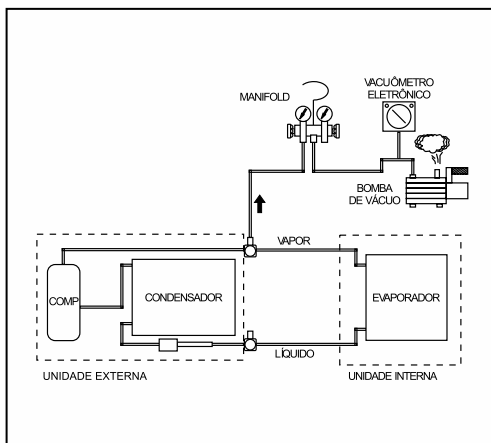 MANIFOLD
VACUÔMETRO
ELETRÔNICO
BOMBA
DE VÁCUO
VAPOR
COMP
CONDENSADOR
EVAPORADOR
LÍQUIDO
UNIDADE EXTERNA
UNIDADE INTERNA